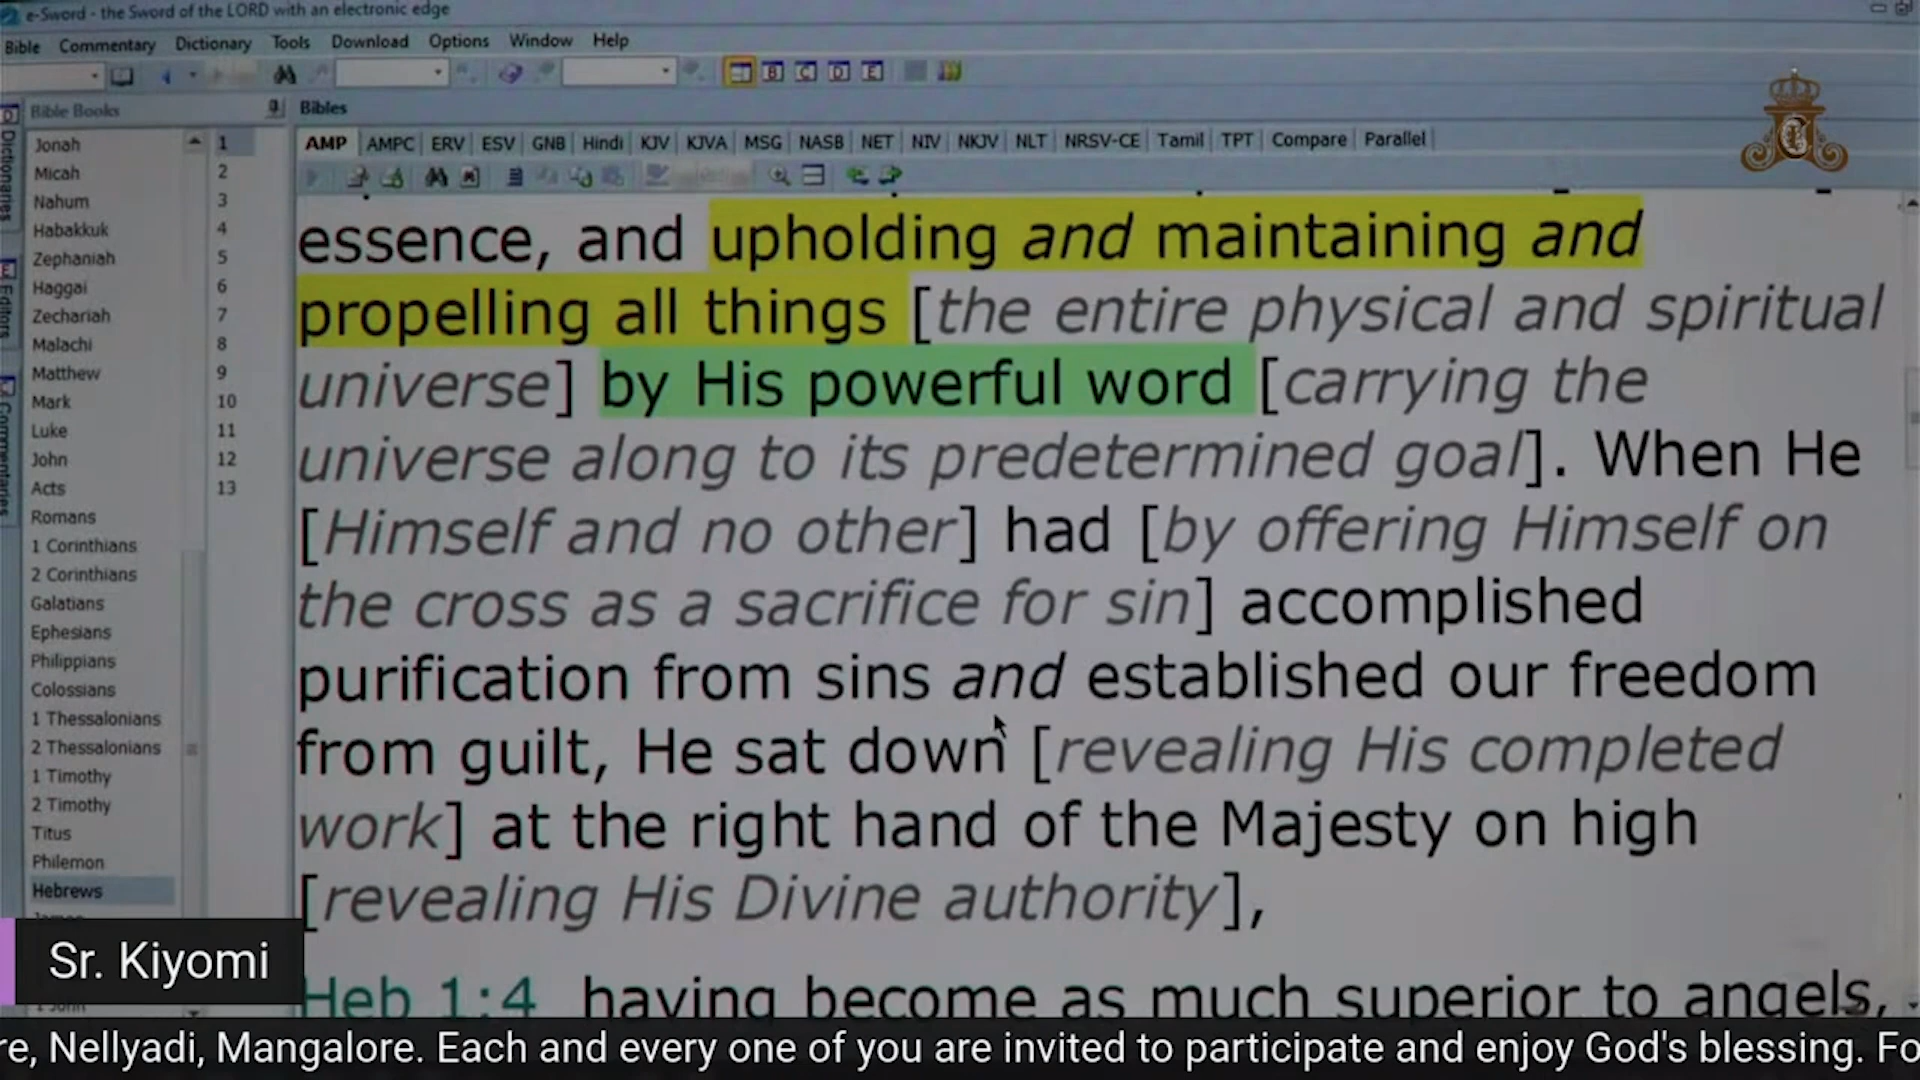 e-Sword - the Sword of the LORD with an electronic edge
Bible Commentary Dictionary Tools Download Options Window Help
Bible Books
Bibles
AMP AMPC ERV ESV GNB Hindi KJV KJVA MSG NASB NET NIV NKJV NLT NRSV-CE Tamil TPT Compare Parallel
Dictionaries
Editors
Commentaries
Jonah
Micah
Nahum
Habakkuk
Zephaniah
Haggai
Zechariah
Malachi
Matthew
Mark
Luke
John
Acts
Romans
1 Corinthians
2 Corinthians
Galatians
Ephesians
Philippians
Colossians
1 Thessalonians
2 Thessalonians
1 Timothy
2 Timothy
Titus
Philemon
Hebrews
James
1 John
1
2
3
4
5
6
7
8
9
10
11
12
13
essence, and upholding and maintaining and
propelling all things [the entire physical and spiritual
universe] by His powerful word [carrying the
universe along to its predetermined goal]. When He
[Himself and no other] had [by offering Himself on
the cross as a sacrifice for sin] accomplished
purification from sins and established our freedom
from guilt, He sat down [revealing His completed
work] at the right hand of the Majesty on high
[revealing His Divine authority],
Heb 1:4 having become as much superior to angels,
Sr. Kiyomi
re, Nellyadi, Mangalore. Each and every one of you are invited to participate and enjoy God's blessing. Fo